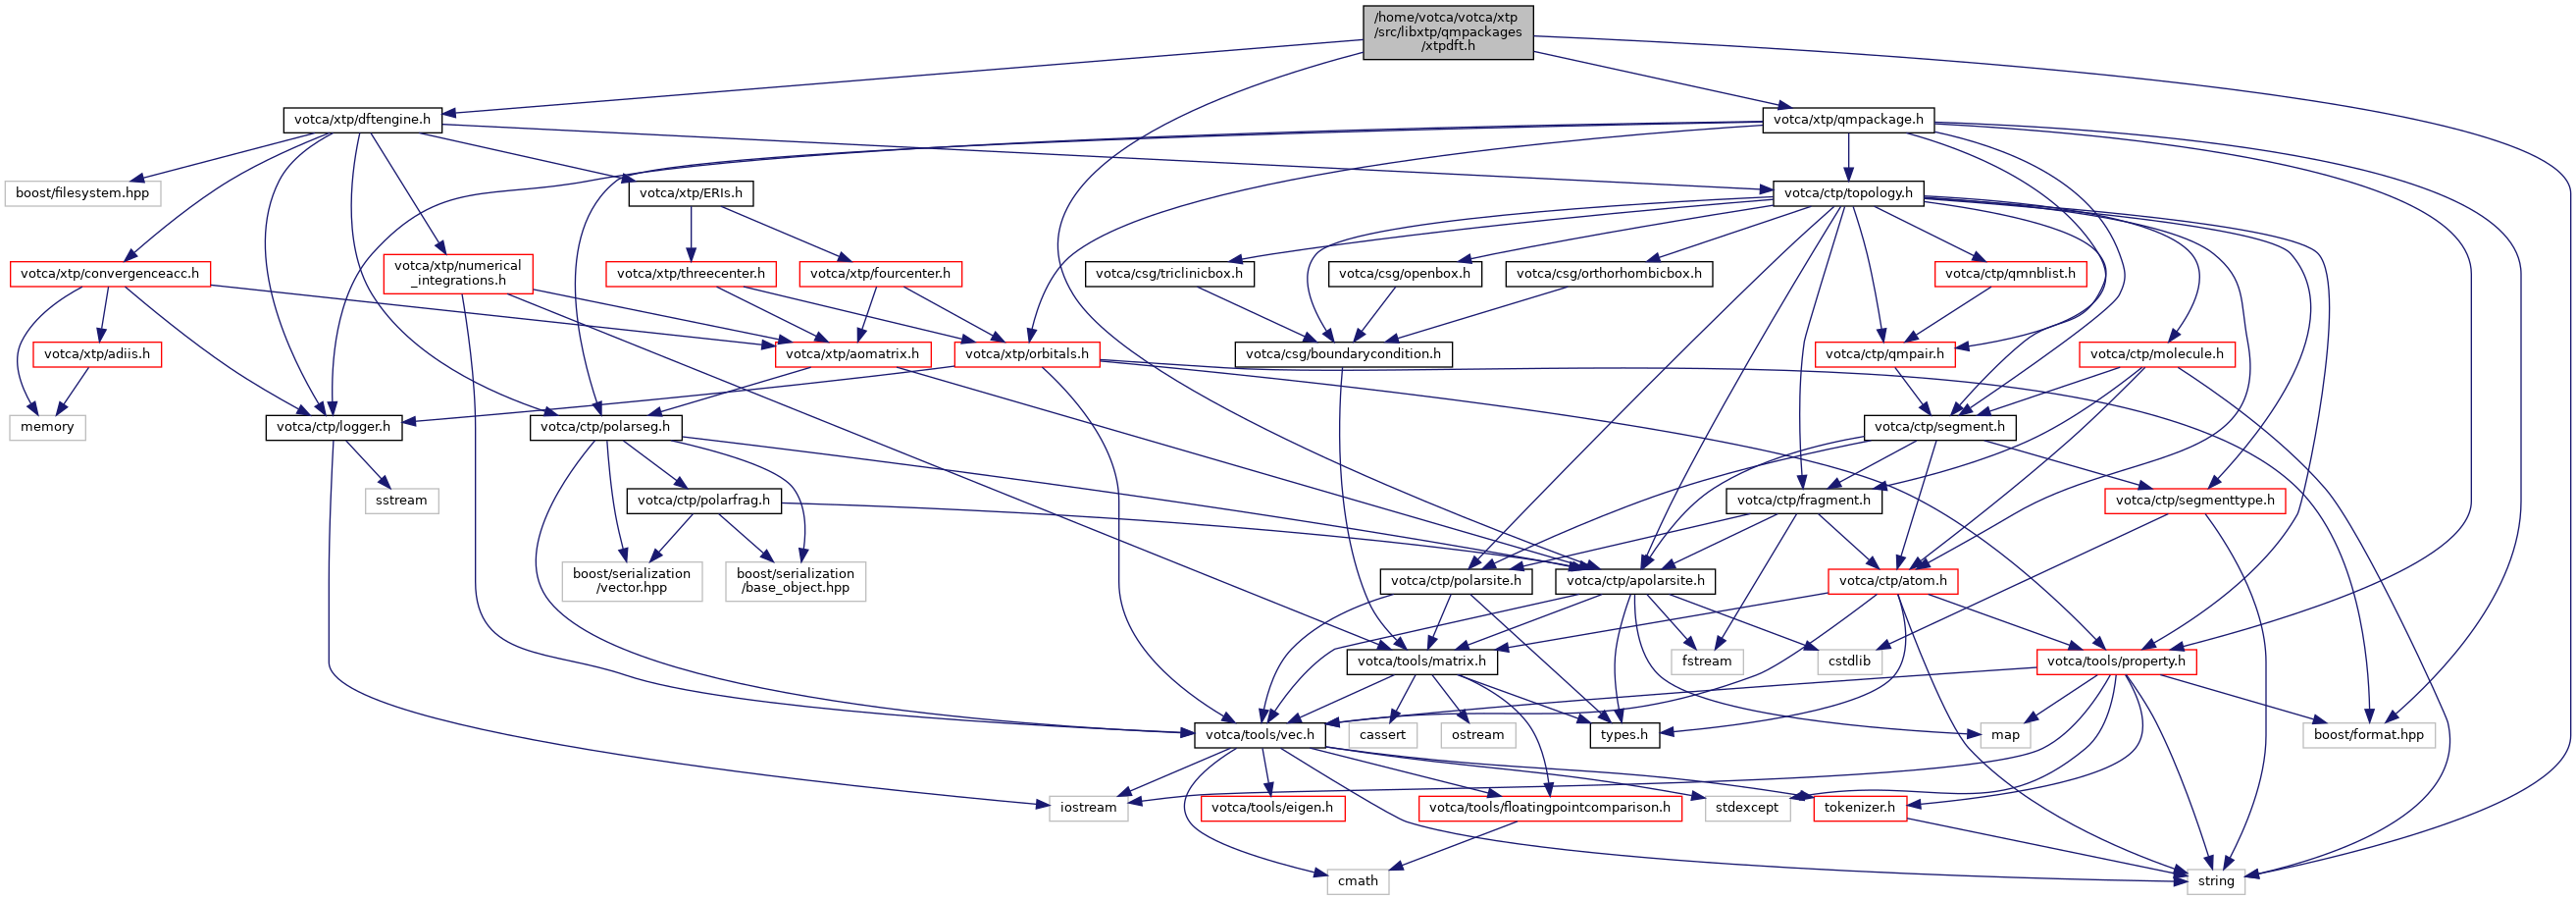 /home/votca/votca/xtp
/src/libxtp/qmpackages
/xtpdft.h
votca/xtp/dftengine.h
votca/xtp/qmpackage.h
boost/filesystem.hpp
votca/xtp/ERIs.h
votca/ctp/topology.h
votca/xtp/convergenceacc.h
votca/xtp/numerical
_integrations.h
votca/xtp/threecenter.h
votca/xtp/fourcenter.h
votca/csg/triclinicbox.h
votca/csg/openbox.h
votca/csg/orthorhombicbox.h
votca/ctp/qmnblist.h
votca/xtp/adiis.h
votca/xtp/aomatrix.h
votca/xtp/orbitals.h
votca/csg/boundarycondition.h
votca/ctp/qmpair.h
votca/ctp/molecule.h
memory
votca/ctp/logger.h
votca/ctp/polarseg.h
votca/ctp/segment.h
sstream
votca/ctp/polarfrag.h
votca/ctp/fragment.h
votca/ctp/segmenttype.h
boost/serialization
/vector.hpp
boost/serialization
/base_object.hpp
votca/ctp/polarsite.h
votca/ctp/apolarsite.h
votca/ctp/atom.h
votca/tools/matrix.h
fstream
cstdlib
votca/tools/property.h
votca/tools/vec.h
cassert
ostream
types.h
map
boost/format.hpp
iostream
votca/tools/eigen.h
votca/tools/floatingpointcomparison.h
stdexcept
tokenizer.h
cmath
string